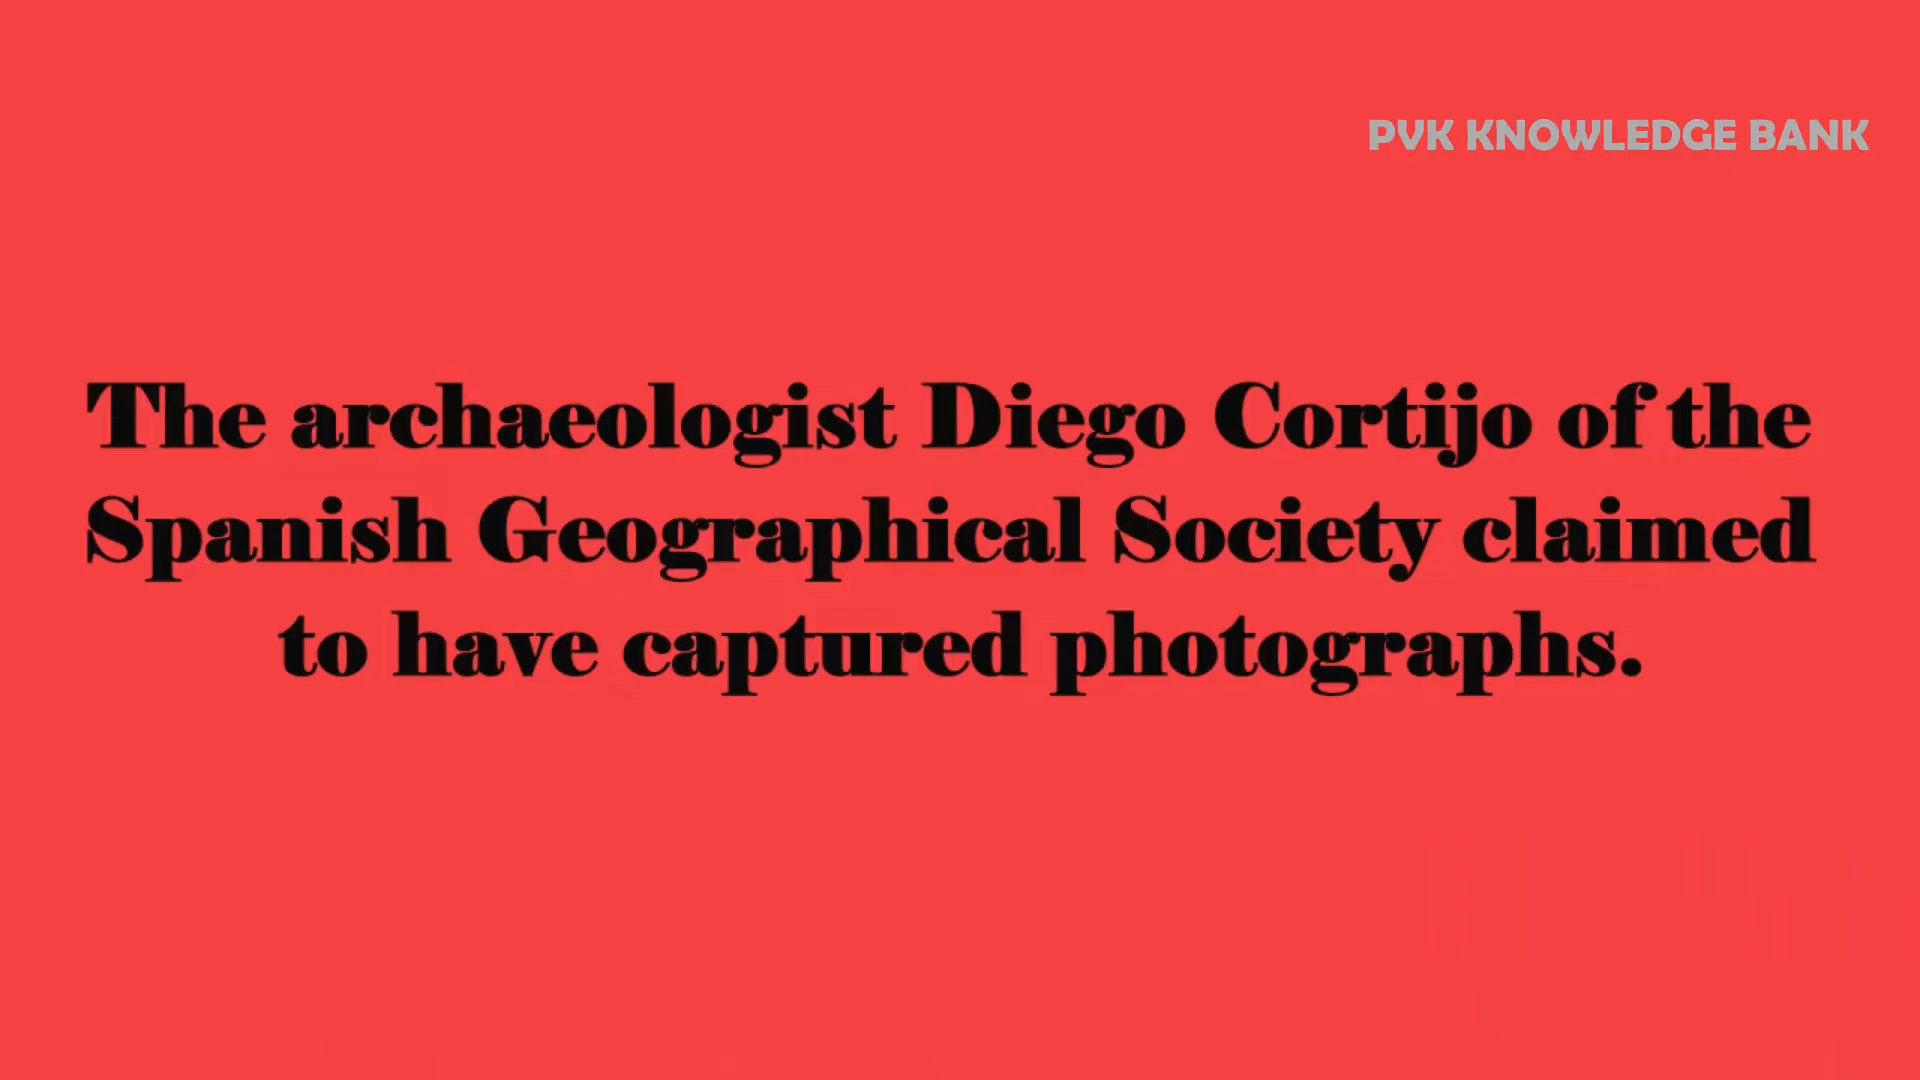 PVK KNOWLEDGE BANK
The archaeologist Diego Cortijo of the
Spanish Geographical Society claimed
to have captured photographs.